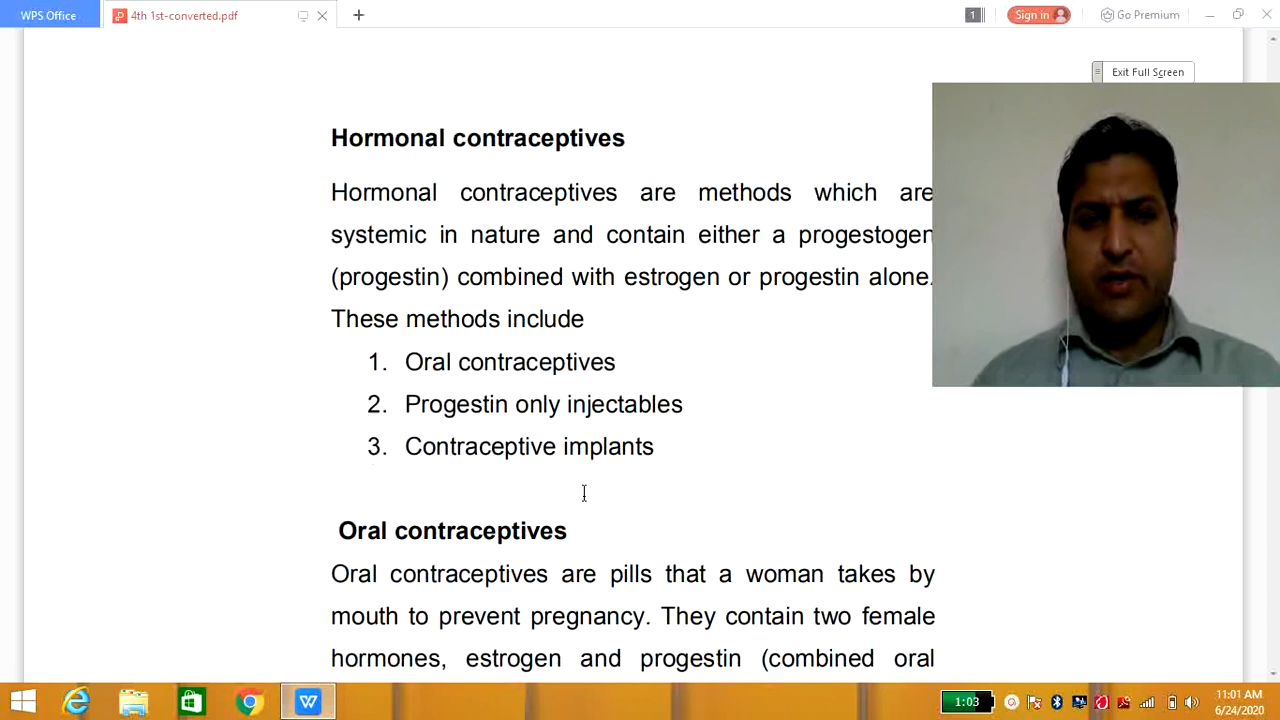 WPS Office
4th 1st-converted.pdf
1
Sign in
Go Premium
Exit Full Screen
Hormonal contraceptives
Hormonal contraceptives are methods which are
systemic in nature and contain either a progestogen
(progestin) combined with estrogen or progestin alone.
These methods include
1. Oral contraceptives
2. Progestin only injectables
3. Contraceptive implants
Oral contraceptives
Oral contraceptives are pills that a woman takes by
mouth to prevent pregnancy. They contain two female
hormones, estrogen and progestin (combined oral
1:03
11:01 AM
6/24/2020